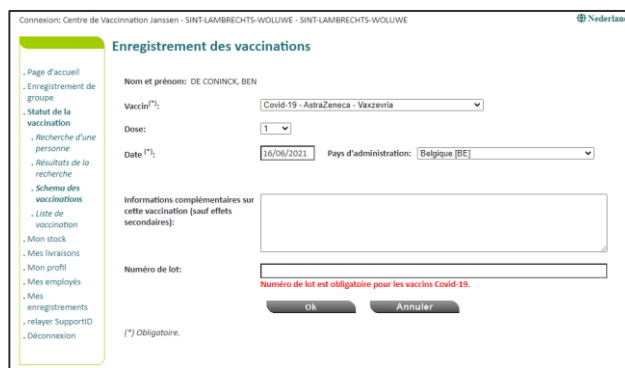 Connexion: Centre de Vaccinnation Janssen - SINT-LAMBRECHTS-WOLUWE - SINT-LAMBRECHTS-WOLUWE
Nederlan
Enregistrement des vaccinations
. Page d'accueil
. Enregistrement de
groupe
. Statut de la
vaccination
. Recherche d'une
personne
. Résultats de la
recherche
. Schema des
vaccinations
. Liste de
vaccination
. Mon stock
. Mes livraisons
. Mon profil
. Mes employés
. Mes
enregistrements
. relayer SupportID
. Déconnexion
Nom et prénom: DE CONINCK, BEN
Vaccin(*): Covid-19 - AstraZeneca - Vaxzevria
Dose: 1
Date (*): 16/06/2021 Pays d'administration: Belgique [BE]
Informations complémentaires sur
cette vaccination (sauf effets
secondaires):
Numéro de lot:
Numéro de lot est obligatoire pour les vaccins Covid-19.
Ok Annuler
(*) Obligatoire.